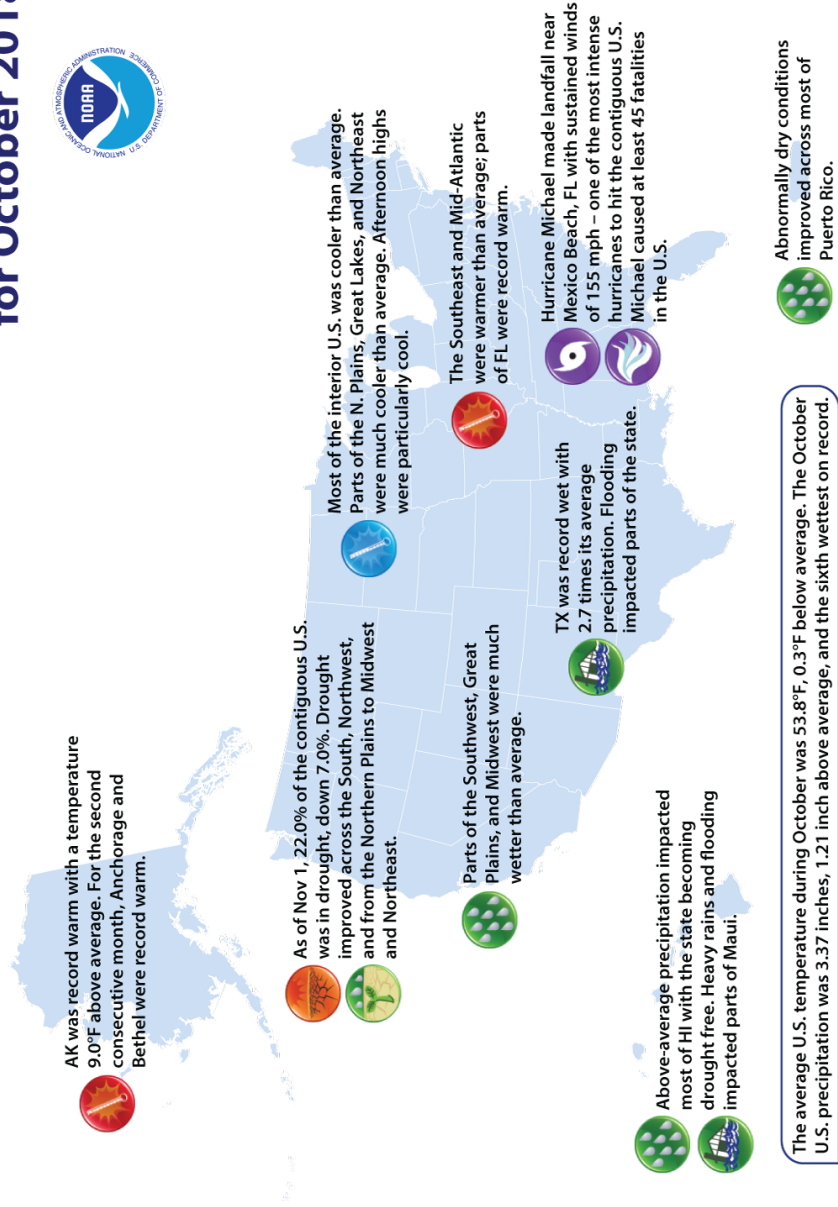 for October 2018
NATIONAL OCEANIC AND ATMOSPHERIC ADMINISTRATION
U.S. DEPARTMENT OF COMMERCE
NOAA
AK was record warm with a temperature
9.0°F above average. For the second
consecutive month, Anchorage and
Bethel were record warm.
Most of the interior U.S. was cooler than average.
Parts of the N. Plains, Great Lakes, and Northeast
were much cooler than average. Afternoon highs
were particularly cool.
As of Nov 1, 22.0% of the contiguous U.S.
was in drought, down 7.0%. Drought
improved across the South, Northwest,
and from the Northern Plains to Midwest
and Northeast.
The Southeast and Mid-Atlantic
were warmer than average; parts
of FL were record warm.
Parts of the Southwest, Great
Plains, and Midwest were much
wetter than average.
TX was record wet with
2.7 times its average
precipitation. Flooding
impacted parts of the state.
Hurricane Michael made landfall near
Mexico Beach, FL with sustained winds
of 155 mph – one of the most intense
hurricanes to hit the contiguous U.S.
Michael caused at least 45 fatalities
in the U.S.
Above-average precipitation impacted
most of HI with the state becoming
drought free. Heavy rains and flooding
impacted parts of Maui.
Abnormally dry conditions
improved across most of
Puerto Rico.
The average U.S. temperature during October was 53.8°F, 0.3°F below average. The October
U.S. precipitation was 3.37 inches, 1.21 inch above average, and the sixth wettest on record.